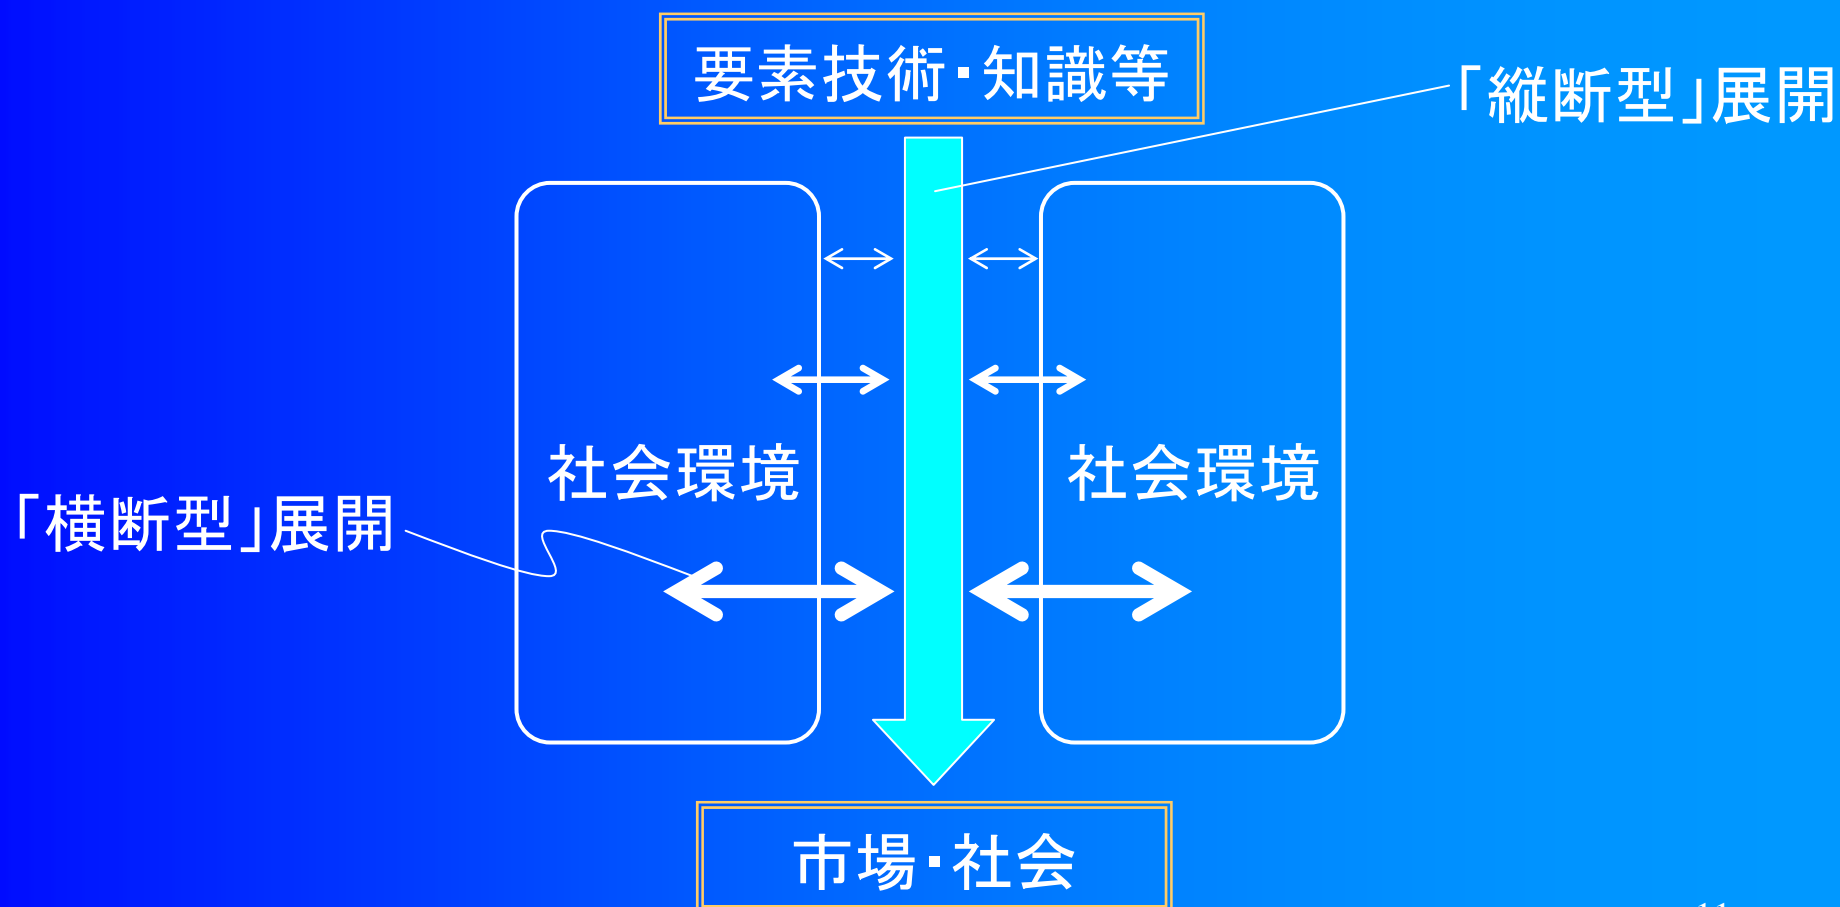 要素技術・知識等
「縦断型」展開
社会環境
社会環境
「横断型」展開
市場・社会